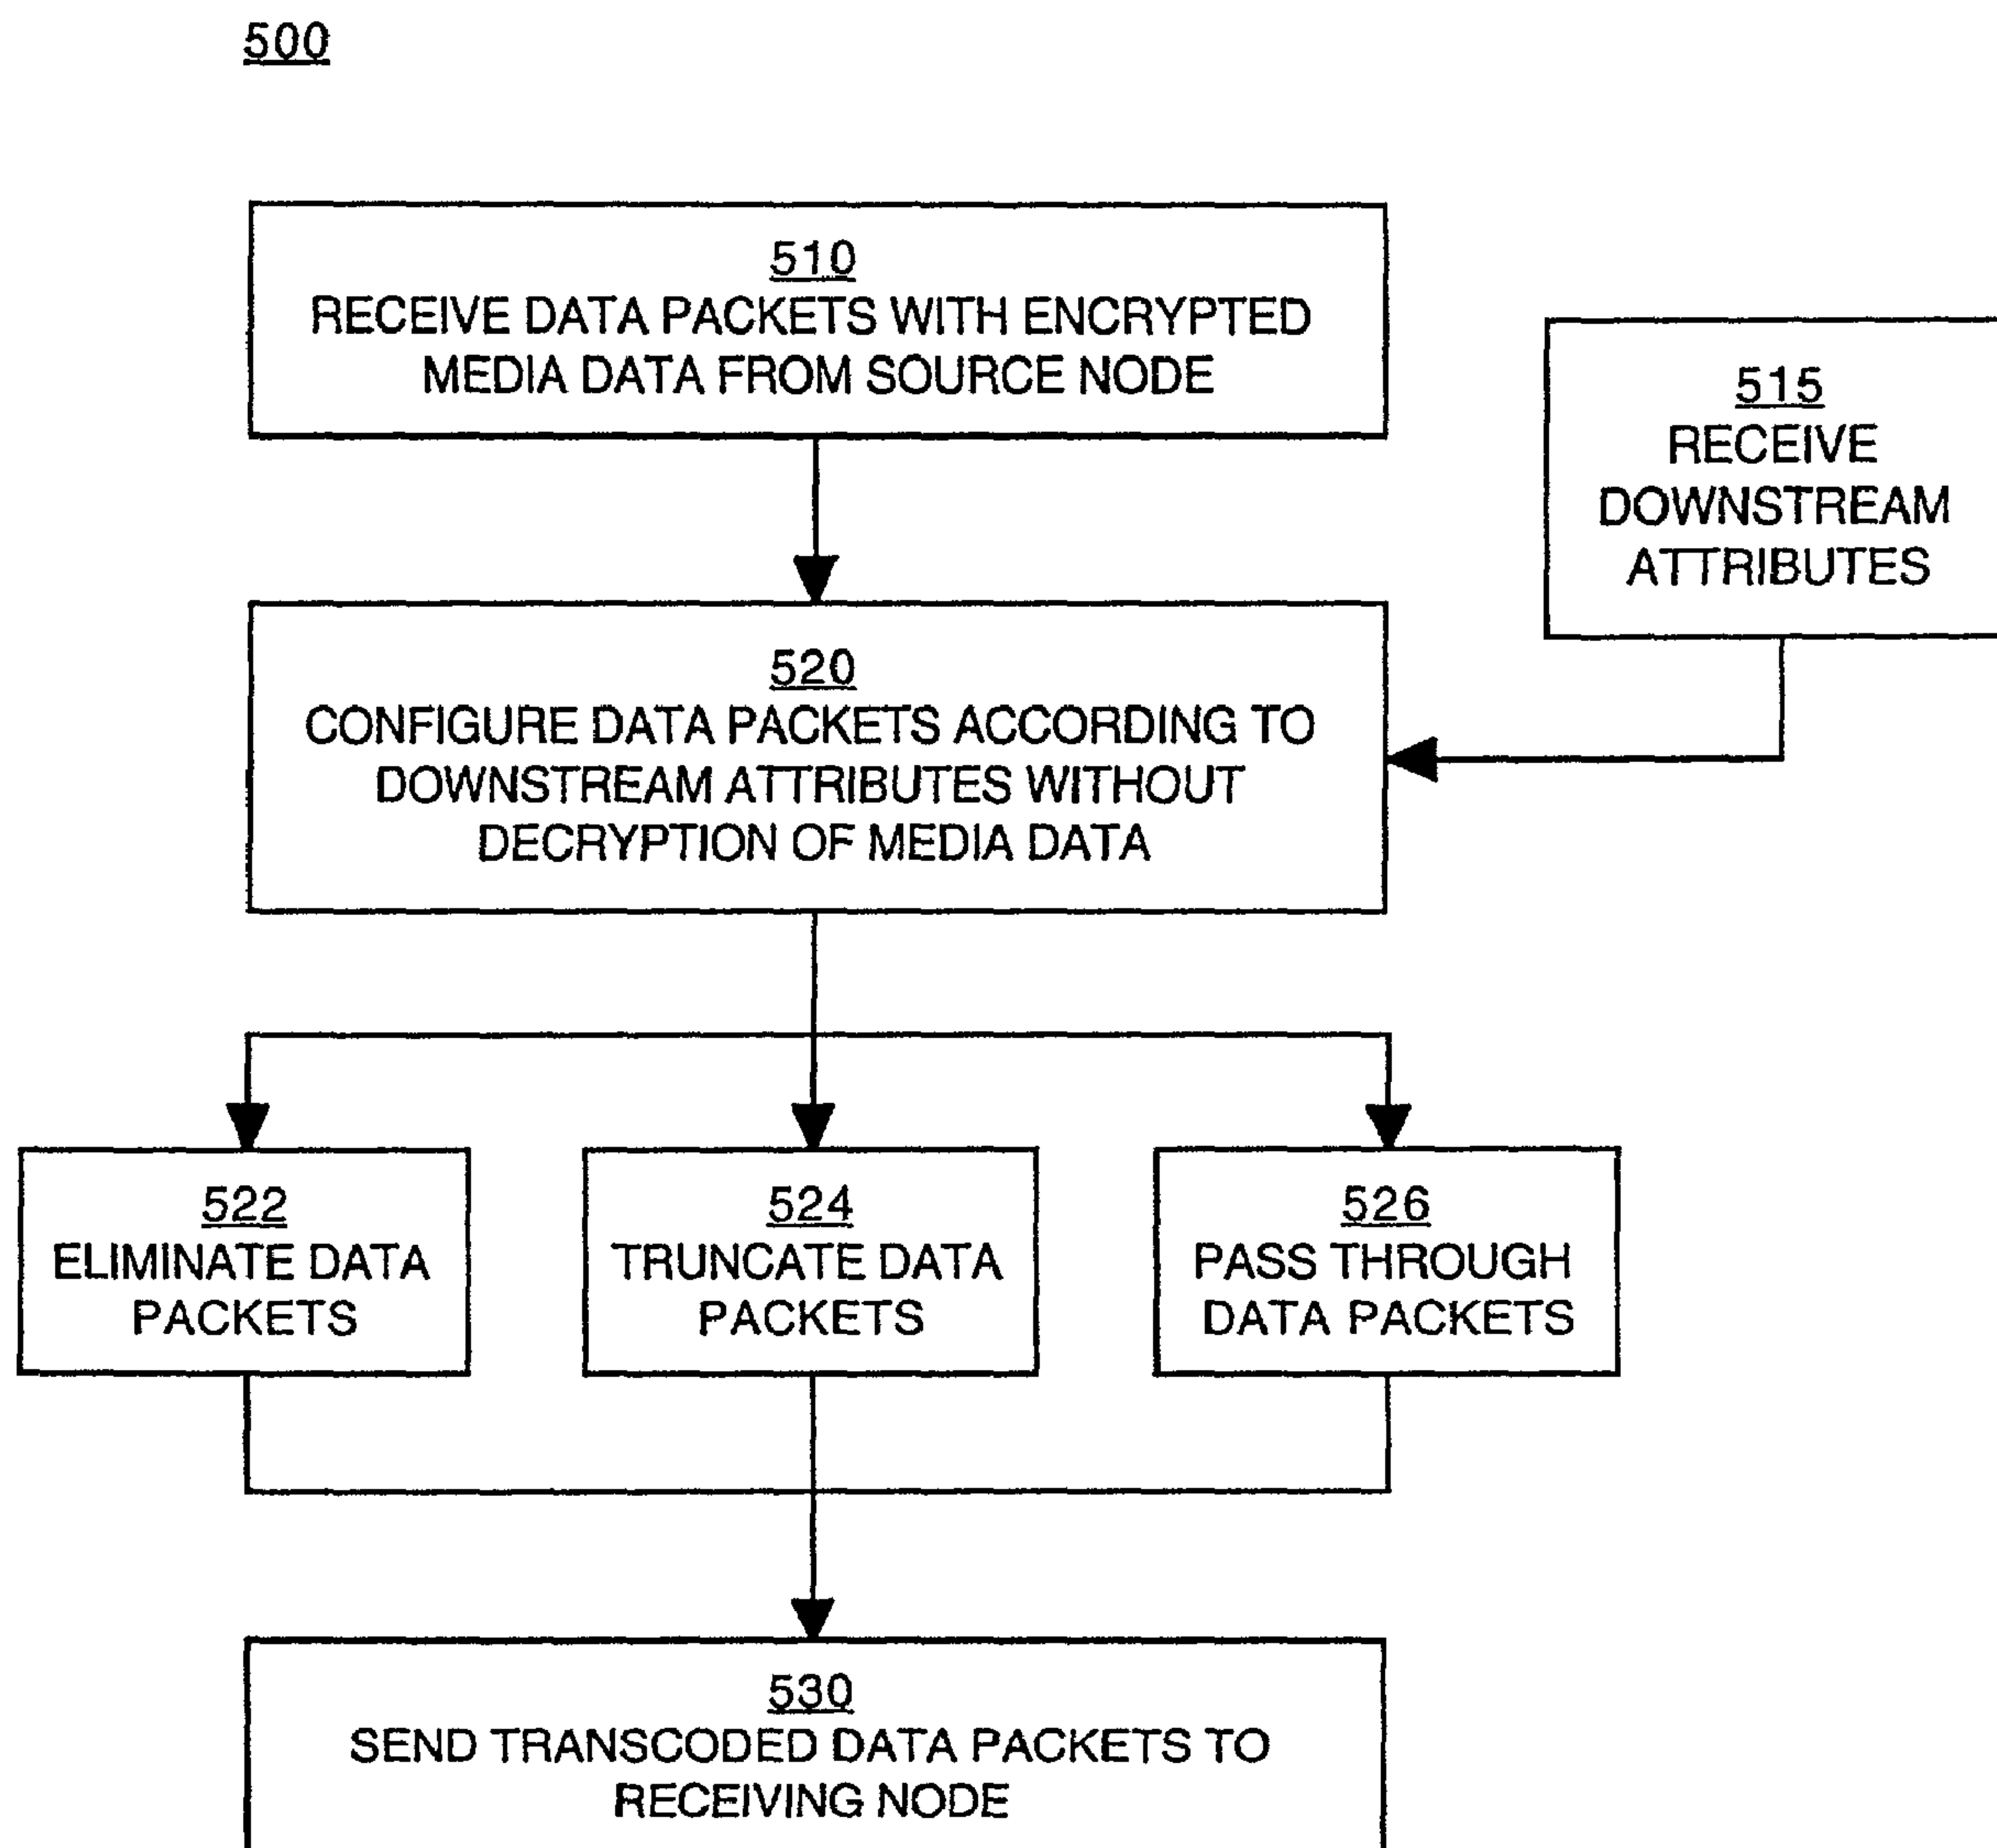 500
510
RECEIVE DATA PACKETS WITH ENCRYPTED
MEDIA DATA FROM SOURCE NODE
515
RECEIVE
DOWNSTREAM
ATTRIBUTES
520
CONFIGURE DATA PACKETS ACCORDING TO
DOWNSTREAM ATTRIBUTES WITHOUT
DECRYPTION OF MEDIA DATA
522
ELIMINATE DATA
PACKETS
524
TRUNCATE DATA
PACKETS
526
PASS THROUGH
DATA PACKETS
530
SEND TRANSCODED DATA PACKETS TO
RECEIVING NODE